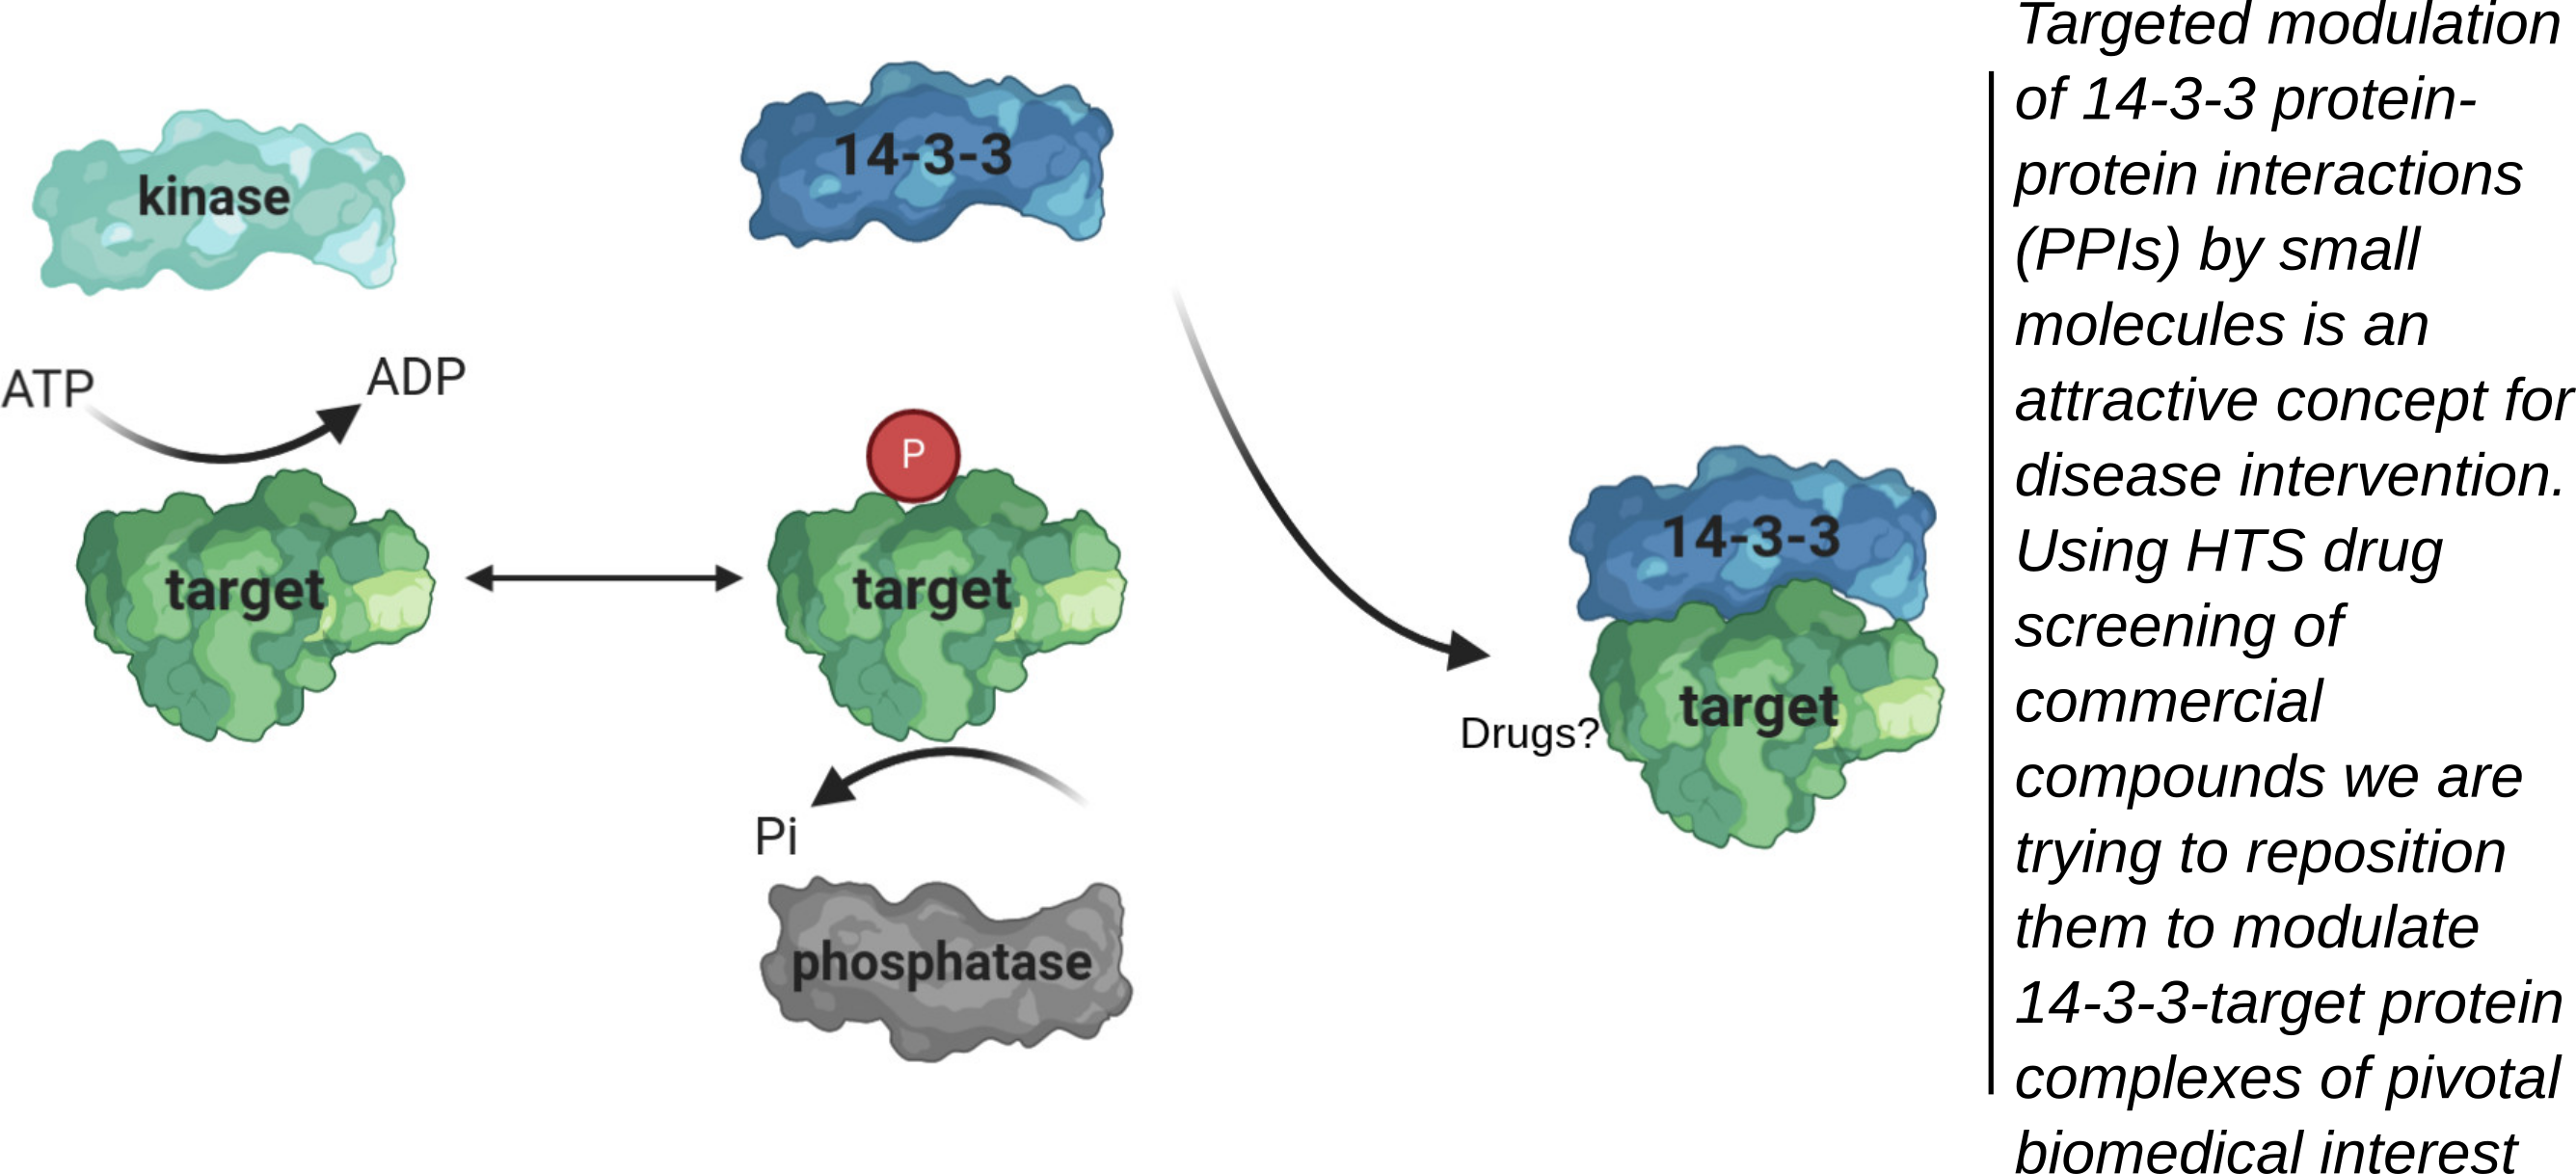 kinase
14-3-3
ATP
ADP
P
target
target
14-3-3
target
Drugs?
Pi
phosphatase
Targeted modulation
of 14-3-3 protein-
protein interactions
(PPIs) by small
molecules is an
attractive concept for
disease intervention.
Using HTS drug
screening of
commercial
compounds we are
trying to reposition
them to modulate
14-3-3-target protein
complexes of pivotal
biomedical interest